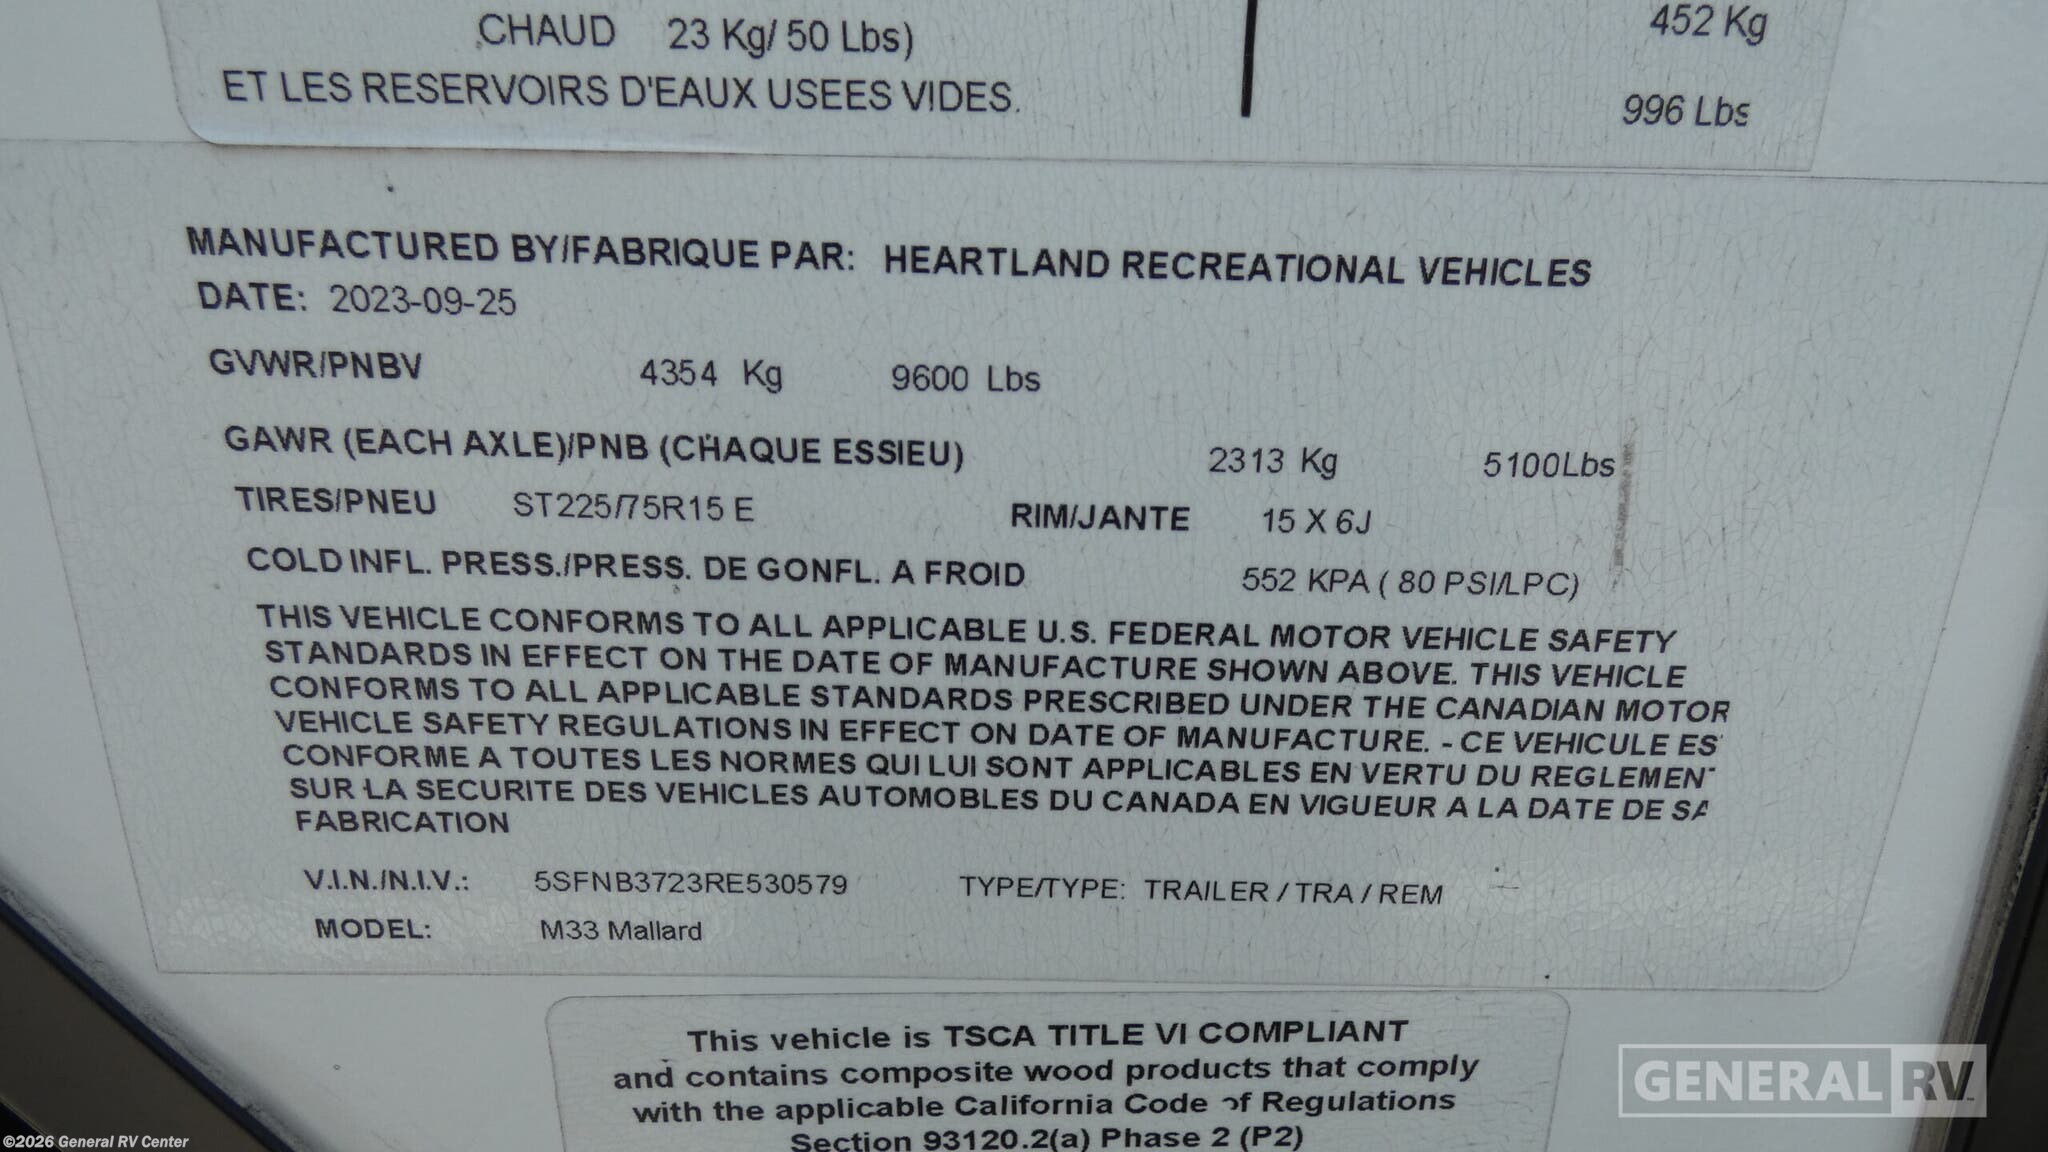 CHAUD 23 Kg/ 50 Lbs)
452 Kg
ET LES RESERVOIRS D'EAUX USEES VIDES.
996 Lbs
MANUFACTURED BY/FABRIQUE PAR: HEARTLAND RECREATIONAL VEHICLES
DATE: 2023-09-25
GVWR/PNBV 4354 Kg 9600 Lbs
GAWR (EACH AXLE)/PNB (CHAQUE ESSIEU) 2313 Kg 5100Lbs
TIRES/PNEU ST225/75R15 E RIM/JANTE 15 X 6J
COLD INFL. PRESS./PRESS. DE GONFL. A FROID 552 KPA ( 80 PSI/LPC)
THIS VEHICLE CONFORMS TO ALL APPLICABLE U.S. FEDERAL MOTOR VEHICLE SAFETY
STANDARDS IN EFFECT ON THE DATE OF MANUFACTURE SHOWN ABOVE. THIS VEHICLE
CONFORMS TO ALL APPLICABLE STANDARDS PRESCRIBED UNDER THE CANADIAN MOTOR
VEHICLE SAFETY REGULATIONS IN EFFECT ON DATE OF MANUFACTURE. - CE VEHICULE ES
CONFORME A TOUTES LES NORMES QUI LUI SONT APPLICABLES EN VERTU DU REGLEMENT
SUR LA SECURITE DES VEHICLES AUTOMOBLES DU CANADA EN VIGUEUR A LA DATE DE SA
FABRICATION
V.I.N./N.I.V.: 5SFNB3723RE530579 TYPE/TYPE: TRAILER / TRA / REM
MODEL: M33 Mallard
This vehicle is TSCA TITLE VI COMPLIANT
and contains composite wood products that comply
with the applicable California Code of Regulations
Section 93120.2(a) Phase 2 (P2)
GENERAL RV
©2026 General RV Center